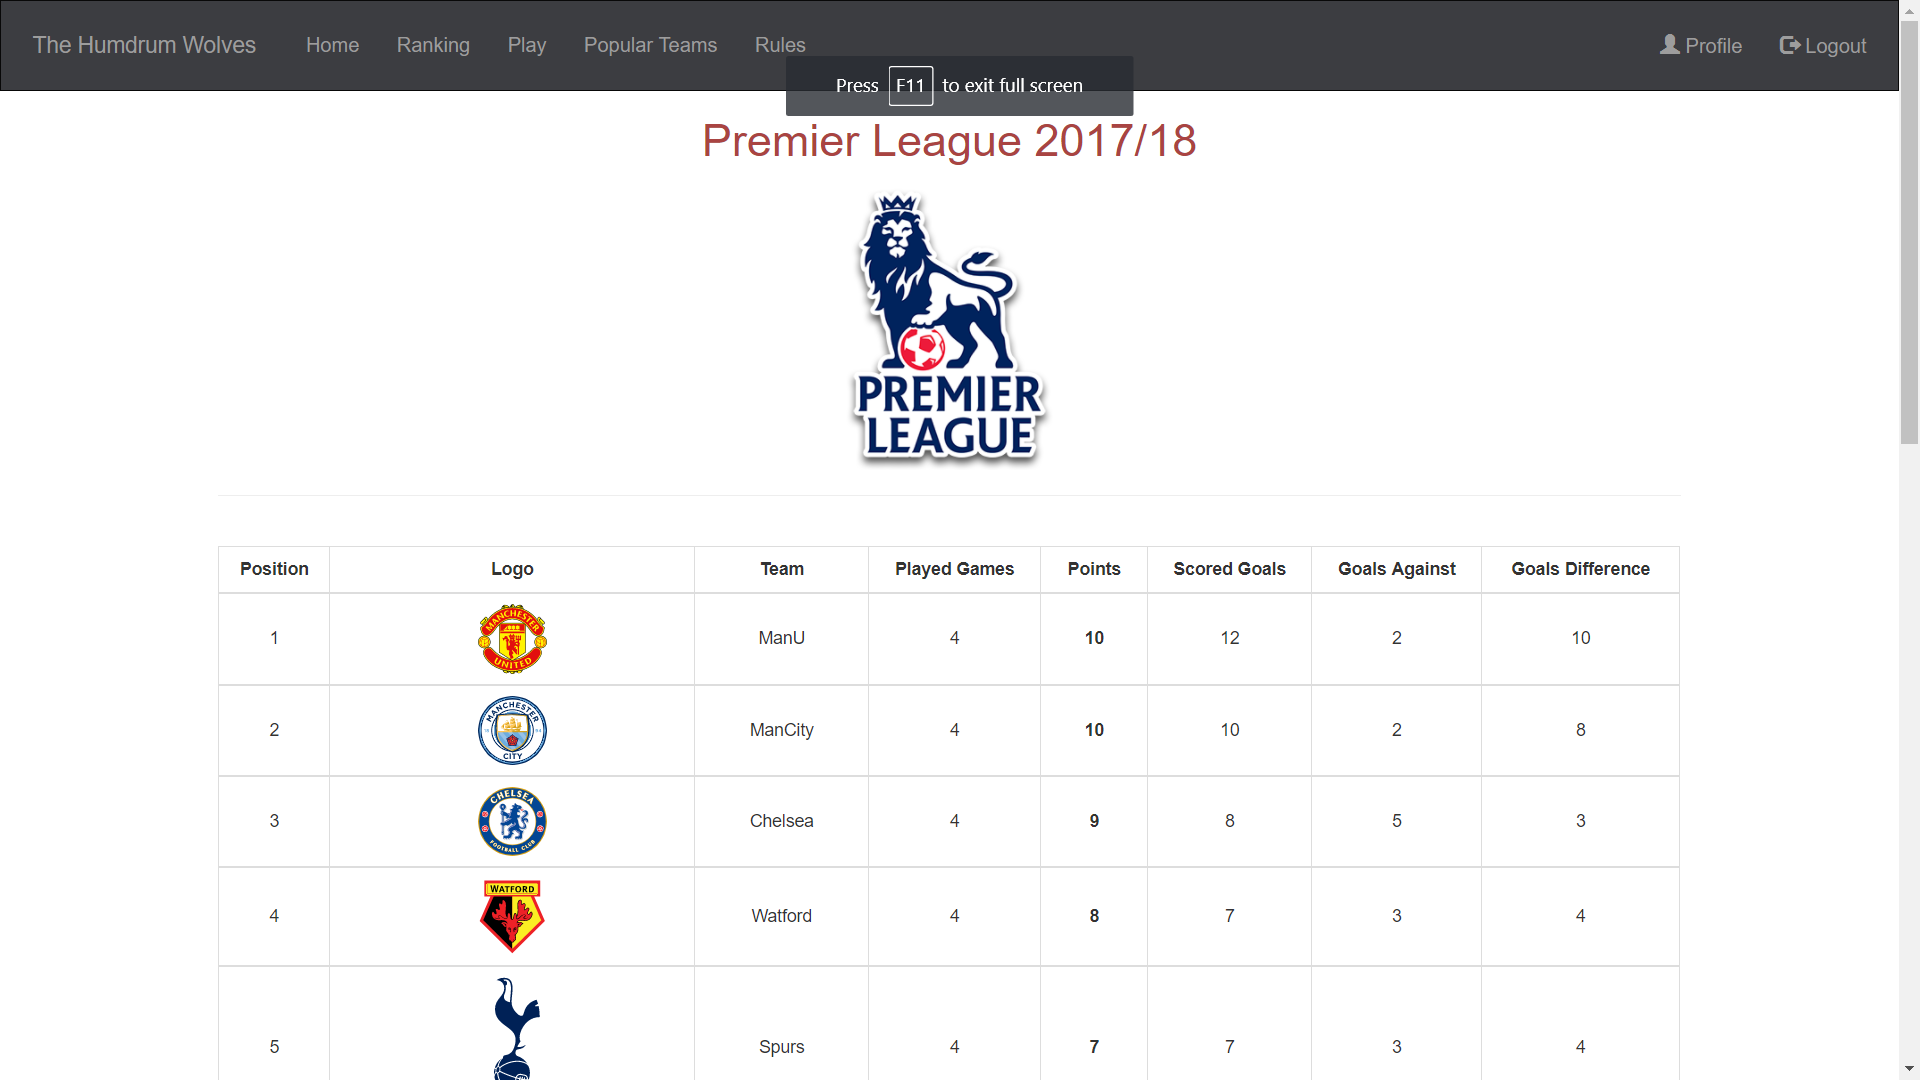 The Humdrum Wolves Home Ranking Play Popular Teams Rules Profile Logout
Press F11 to exit full screen
Premier League 2017/18
PREMIER
LEAGUE
Position Logo Team Played Games Points Scored Goals Goals Against Goals Difference
MANCHESTER
UNITED
1 ManU 4 10 12 2 10
MANCHESTER
CITY
2 ManCity 4 10 10 2 8
CHELSEA
FOOTBALL CLUB
3 Chelsea 4 9 8 5 3
WATFORD
4 Watford 4 8 7 3 4
5 Spurs 4 7 7 3 4